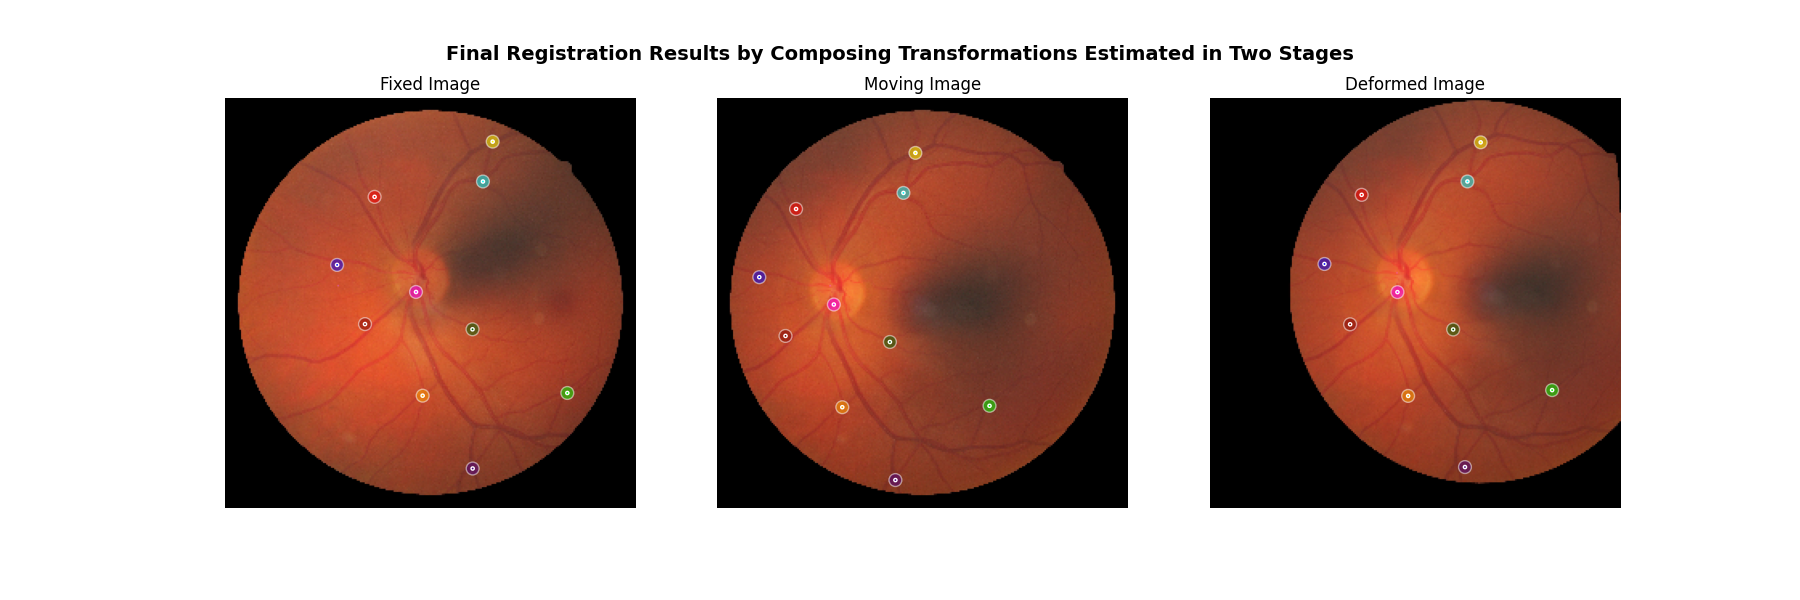 Final Registration Results by Composing Transformations Estimated in Two Stages
Fixed Image
Moving Image
Deformed Image